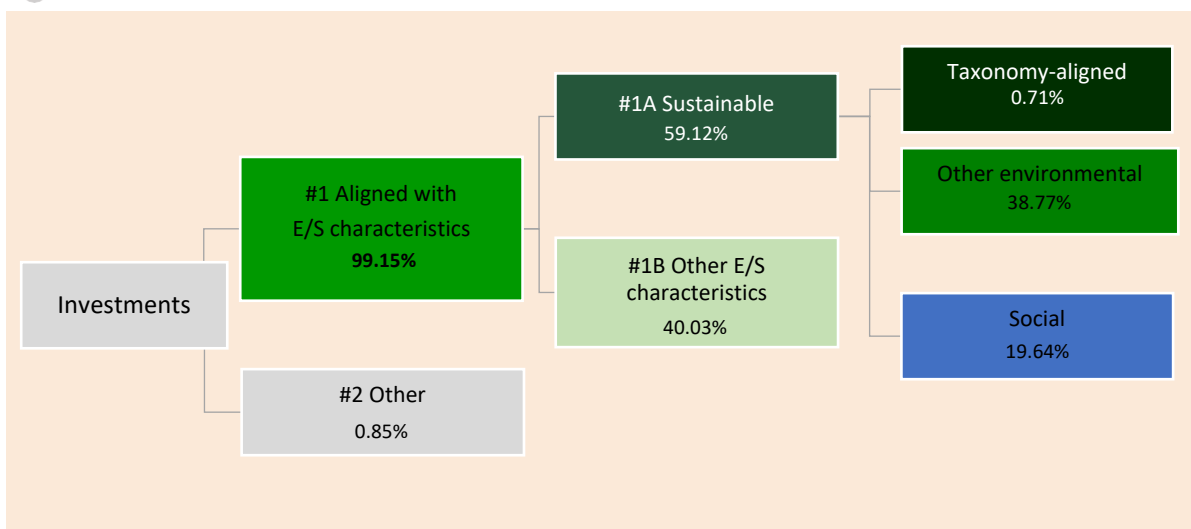 Investments
#1 Aligned with
E/S characteristics
99.15%
#2 Other
0.85%
#1A Sustainable
59.12%
#1B Other E/S
characteristics
40.03%
Taxonomy-aligned
0.71%
Other environmental
38.77%
Social
19.64%